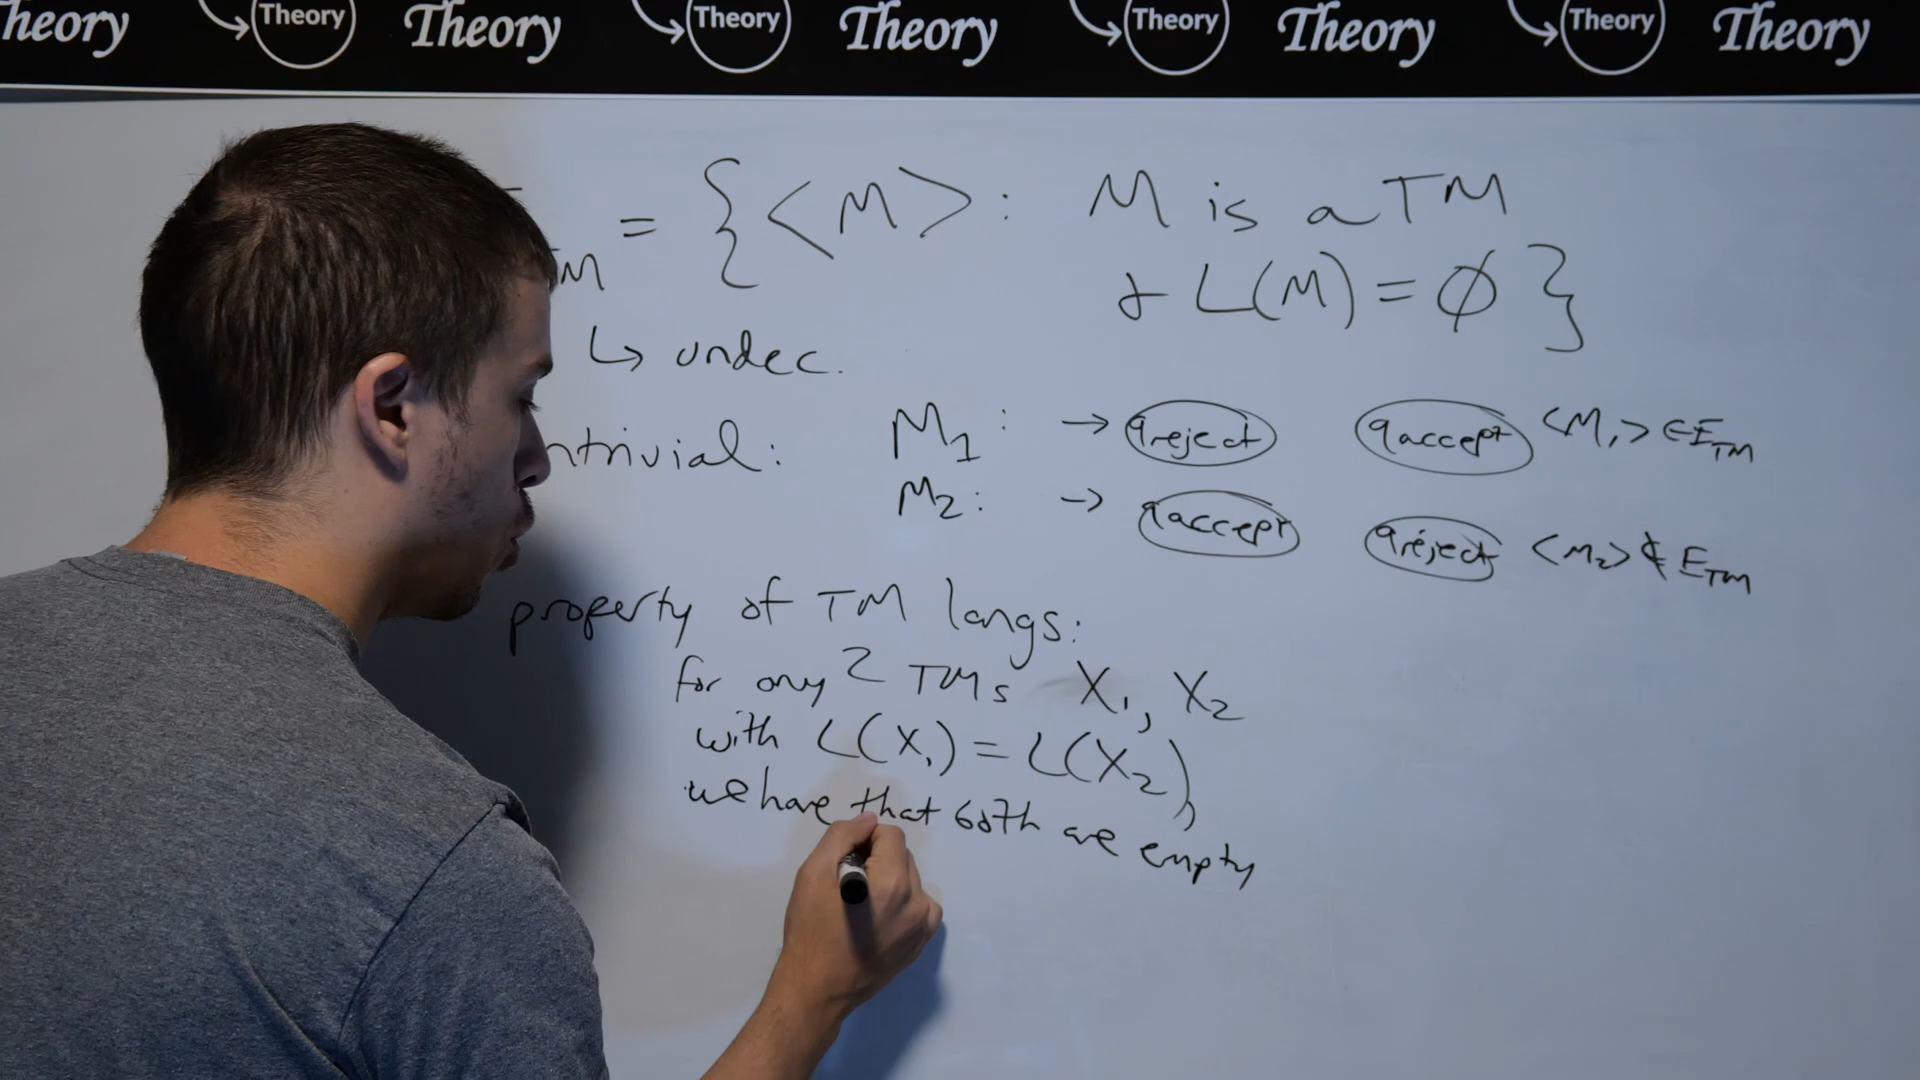 heory Theory Theory Theory Theory Theory Theory Theory Theory
TM = {<M>: M is a TM
& L(M) = ∅}
↳ undec.
ntrivial: M1: → qreject qaccept <M1> ∈ ETM
M2: → qaccept qreject <M2> ∉ ETM
property of TM langs:
for any 2 TMs X1, X2
with L(X1) = L(X2),
we have that both are empty